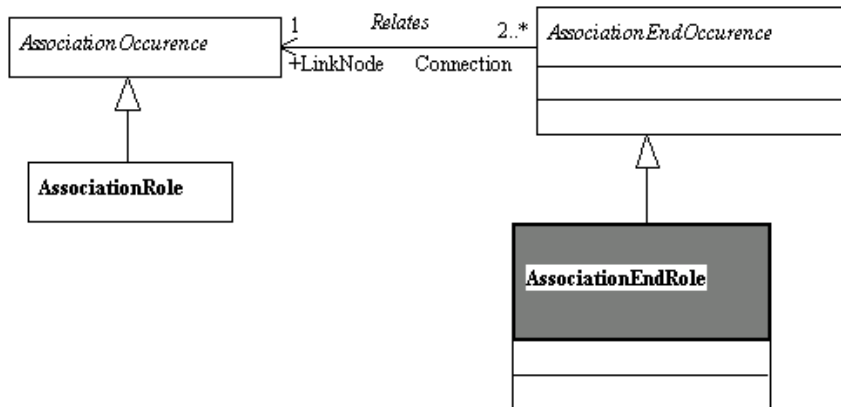 AssociationOccurence
1
Relates
2..*
AssociationEndOccurence
+LinkNode
Connection
AssociationRole
AssociationEndRole